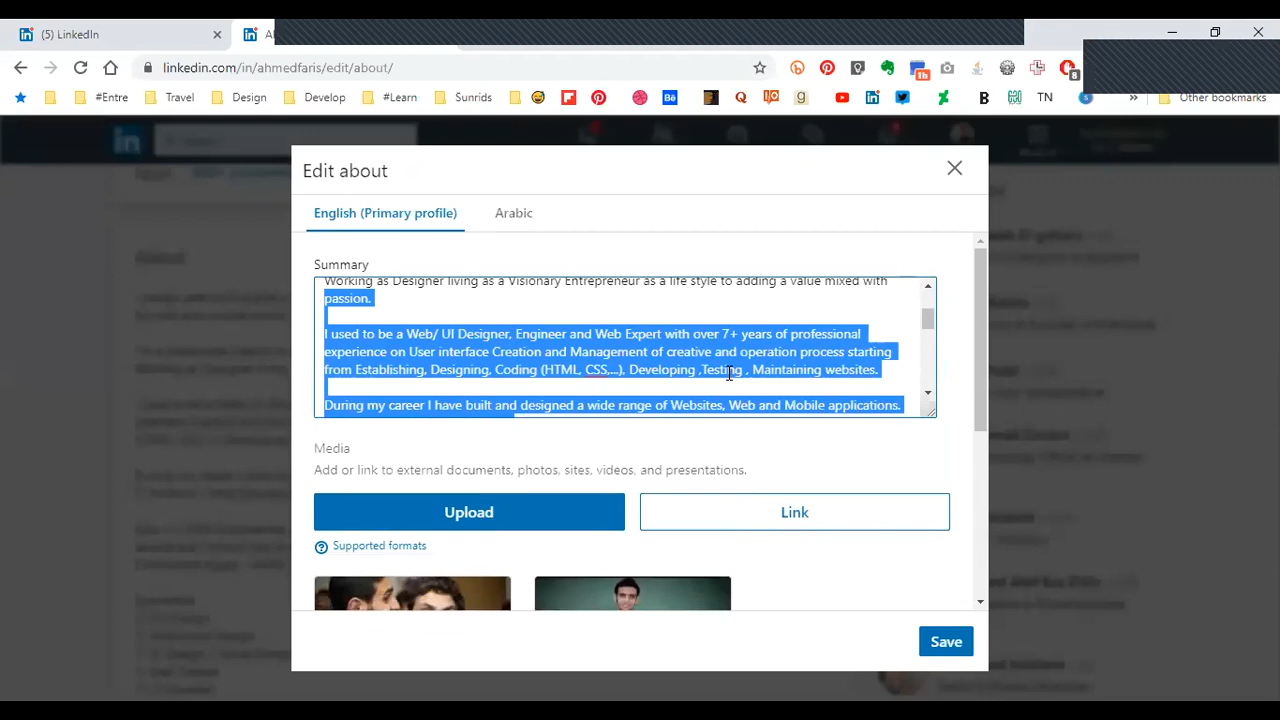 (5) LinkedIn
linkedin.com/in/ahmedfaris/edit/about/
1h
8
#Entre Travel Design Develop #Learn Sunrids TN Other bookmarks
Edit about
English (Primary profile) Arabic
Summary
Working as Designer living as a Visionary Entrepreneur as a life style to adding a value mixed with
passion.
I used to be a Web/ UI Designer, Engineer and Web Expert with over 7+ years of professional
experience on User interface Creation and Management of creative and operation process starting
from Establishing, Designing, Coding (HTML, CSS,...), Developing ,Testing , Maintaining websites.
During my career I have built and designed a wide range of Websites, Web and Mobile applications.
Media
Add or link to external documents, photos, sites, videos, and presentations.
Upload Link
Supported formats
Save